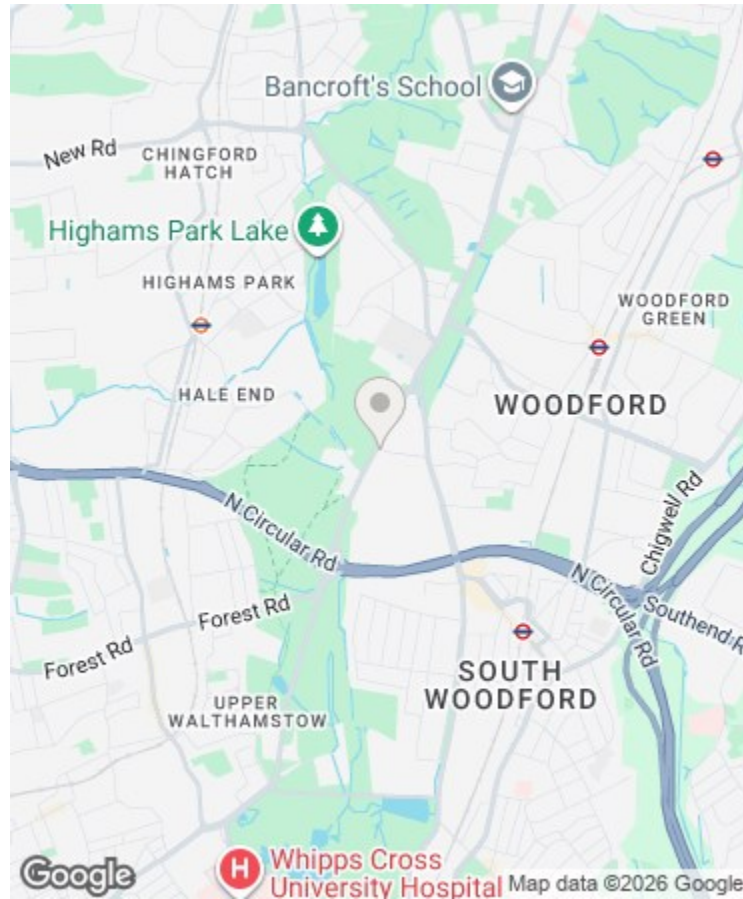 Bancroft's School
New Rd
CHINGFORD
HATCH
Highams Park Lake
HIGHAMS PARK
WOODFORD
GREEN
HALE END
WOODFORD
Chigwell Rd
N Circular Rd
N Circular Rd
Southend R
Forest Rd
Forest Rd
SOUTH
WOODFORD
UPPER
WALTHAMSTOW
H
Whipps Cross
University Hospital
Google
Map data ©2026 Google